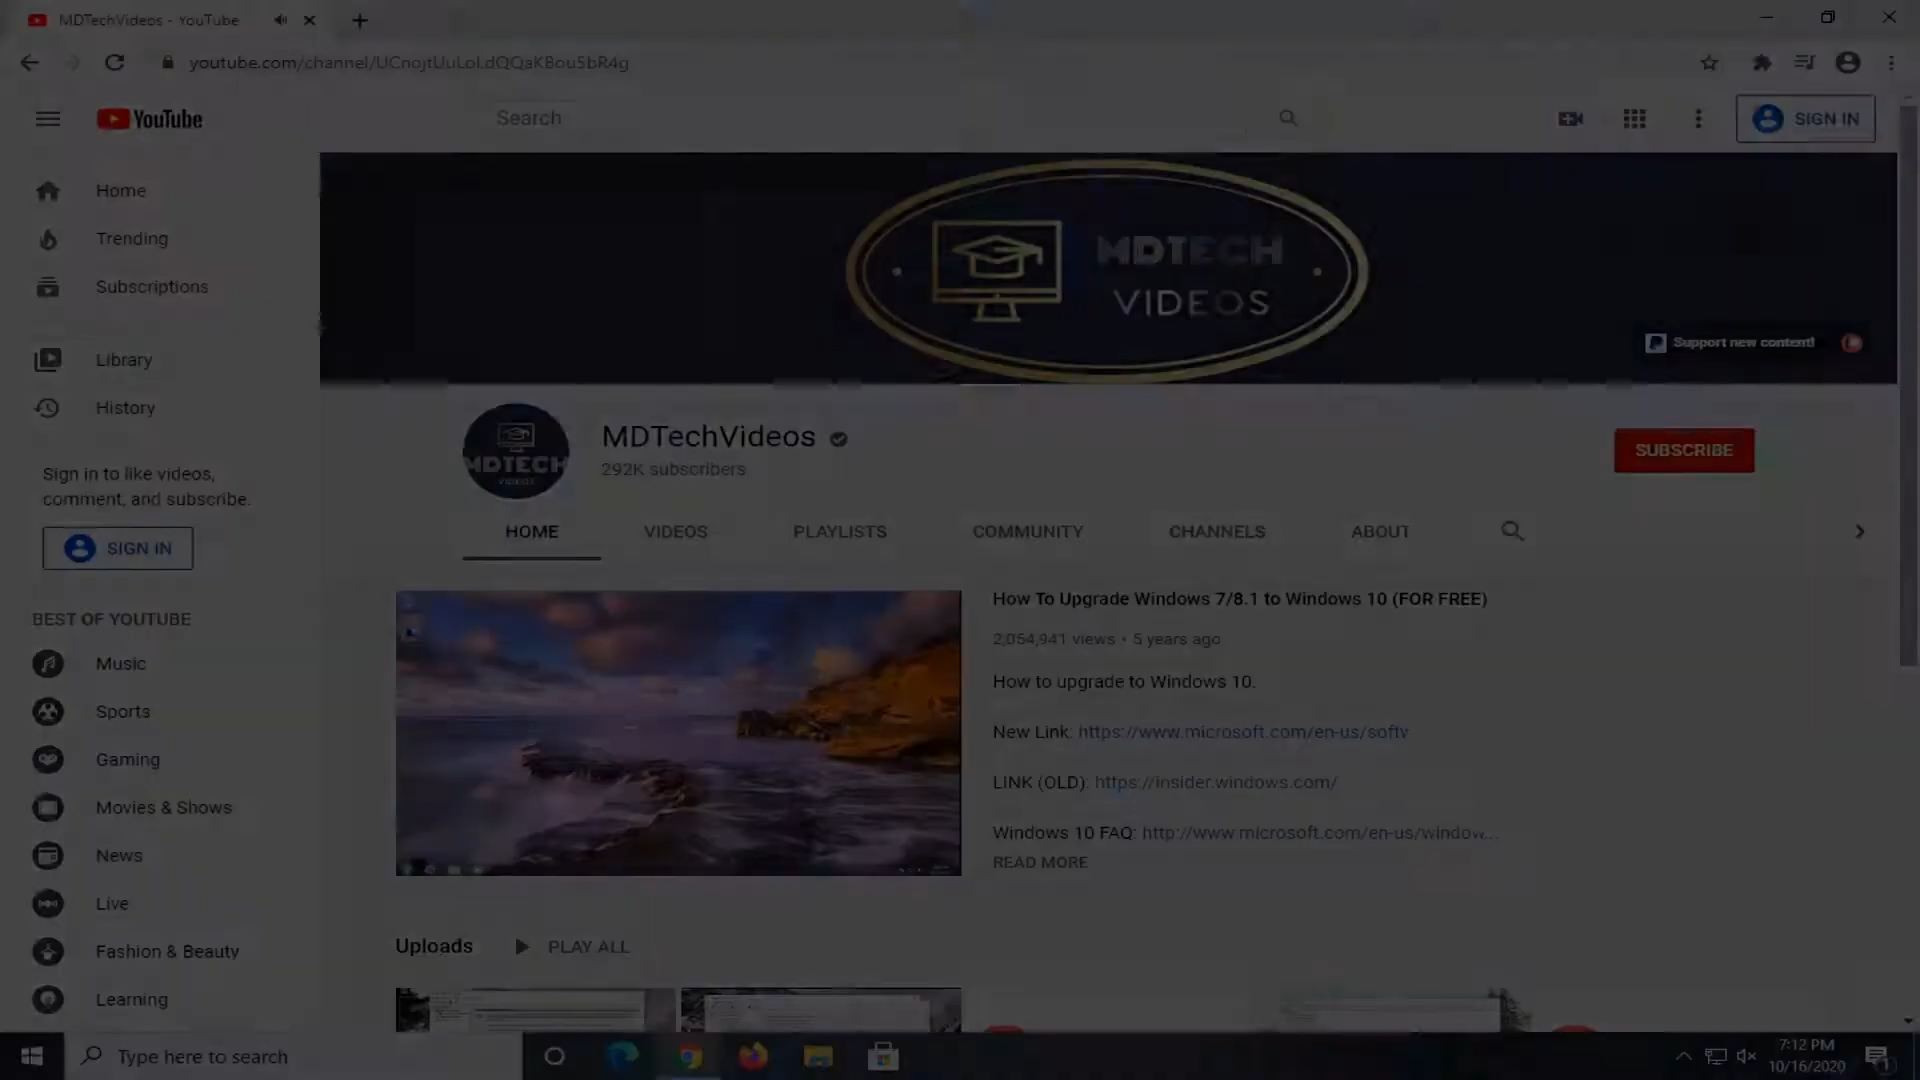 MDTechVideos - YouTube
youtube.com/channel/UCnojtUuLoLdQQaKBou5bR4g
YouTube
Search
SIGN IN
Home
Trending
Subscriptions
Library
History
Sign in to like videos,
comment, and subscribe.
SIGN IN
BEST OF YOUTUBE
Music
Sports
Gaming
Movies & Shows
News
Live
Fashion & Beauty
Learning
MDTECH
VIDEOS
Support new content!
MDTECH
VIDEOS
MDTechVideos
292K subscribers
SUBSCRIBE
HOME VIDEOS PLAYLISTS COMMUNITY CHANNELS ABOUT
How To Upgrade Windows 7/8.1 to Windows 10 (FOR FREE)
2,054,941 views • 5 years ago
How to upgrade to Windows 10.
New Link: https://www.microsoft.com/en-us/softv
LINK (OLD): https://insider.windows.com/
Windows 10 FAQ: http://www.microsoft.com/en-us/window...
READ MORE
Uploads PLAY ALL
Type here to search
7:12 PM
10/16/2020
1